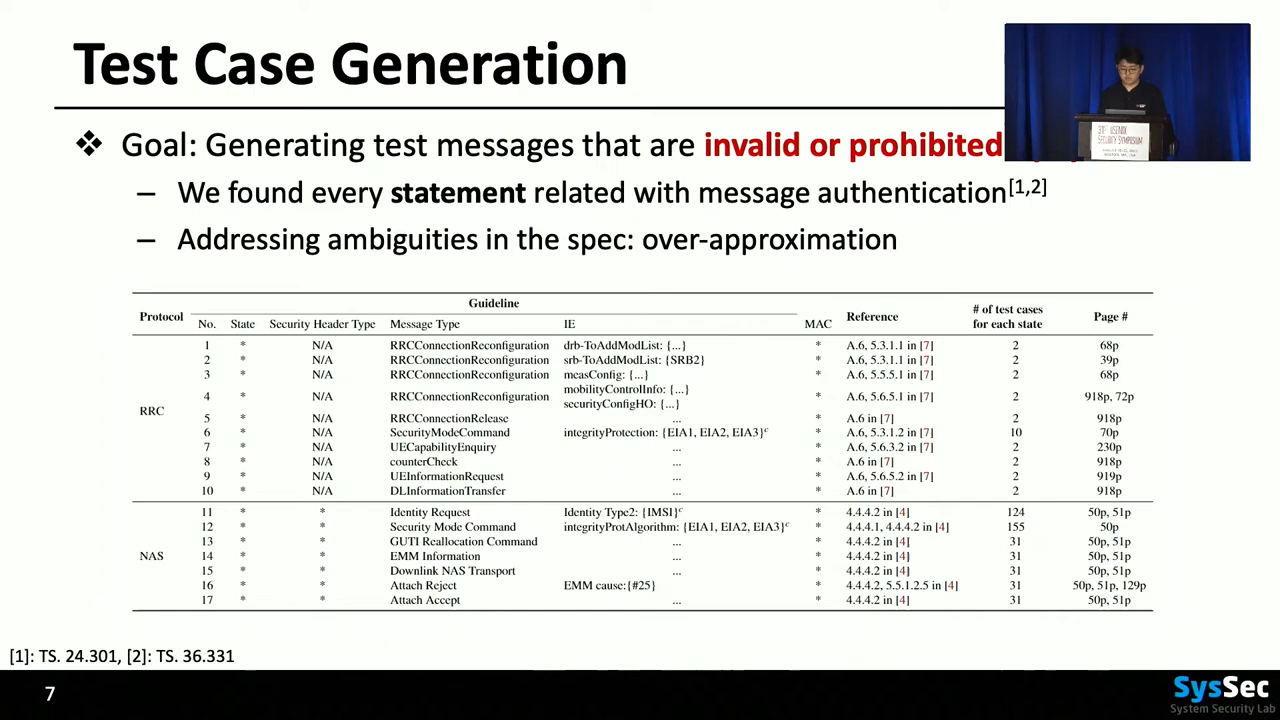 Test Case Generation
❖ Goal: Generating test messages that are invalid or prohibited
– We found every statement related with message authentication[1,2]
– Addressing ambiguities in the spec: over-approximation
Protocol Guideline Reference # of test cases for each state Page #
No. State Security Header Type Message Type IE MAC
RRC
1 * N/A RRCConnectionReconfiguration drb-ToAddModList: {...} * A.6, 5.3.1.1 in [7] 2 68p
2 * N/A RRCConnectionReconfiguration srb-ToAddModList: {SRB2} * A.6, 5.3.1.1 in [7] 2 39p
3 * N/A RRCConnectionReconfiguration measConfig: {...} * A.6, 5.5.5.1 in [7] 2 68p
4 * N/A RRCConnectionReconfiguration mobilityControlInfo: {...} securityConfigHO: {...} * A.6, 5.6.5.1 in [7] 2 918p, 72p
5 * N/A RRCConnectionRelease ... * A.6 in [7] 2 918p
6 * N/A SecurityModeCommand integrityProtection: {EIA1, EIA2, EIA3}c * A.6, 5.3.1.2 in [7] 10 70p
7 * N/A UECapabilityEnquiry ... * A.6, 5.6.3.2 in [7] 2 230p
8 * N/A counterCheck ... * A.6 in [7] 2 918p
9 * N/A UEInformationRequest ... * A.6, 5.6.5.2 in [7] 2 919p
10 * N/A DLInformationTransfer ... * A.6 in [7] 2 918p
NAS
11 * * Identity Request Identity Type2: {IMSI}c * 4.4.4.2 in [4] 124 50p, 51p
12 * * Security Mode Command integrityProtAlgorithm: {EIA1, EIA2, EIA3}c * 4.4.4.1, 4.4.4.2 in [4] 155 50p
13 * * GUTI Reallocation Command ... * 4.4.4.2 in [4] 31 50p, 51p
14 * * EMM Information ... * 4.4.4.2 in [4] 31 50p, 51p
15 * * Downlink NAS Transport ... * 4.4.4.2 in [4] 31 50p, 51p
16 * * Attach Reject EMM cause:{#25} * 4.4.4.2, 5.5.1.2.5 in [4] 31 50p, 51p, 129p
17 * * Attach Accept ... * 4.4.4.2 in [4] 31 50p, 51p
[1]: TS. 24.301, [2]: TS. 36.331
7
SysSec
System Security Lab
31st USENIX
SECURITY SYMPOSIUM